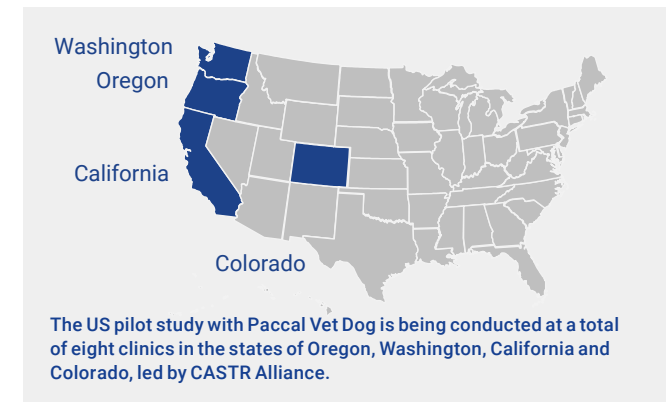 Washington
Oregon
California
Colorado
The US pilot study with Paccal Vet Dog is being conducted at a total
of eight clinics in the states of Oregon, Washington, California and
Colorado, led by CASTR Alliance.